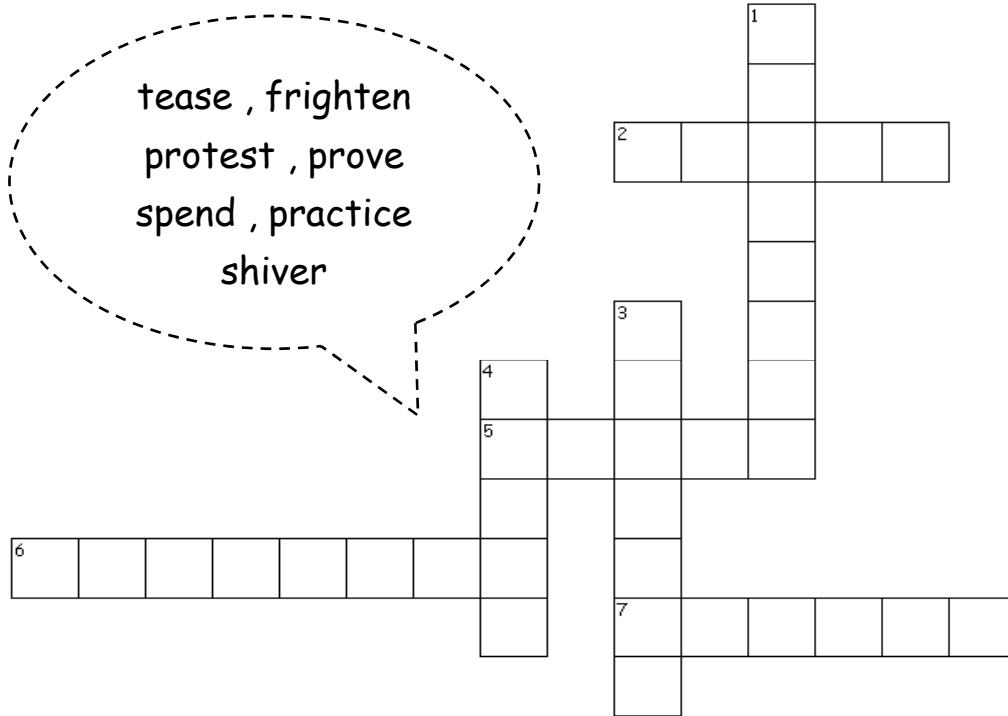 tease , frighten
protest , prove
spend , practice
shiver
1
2
3
4
5
6
7